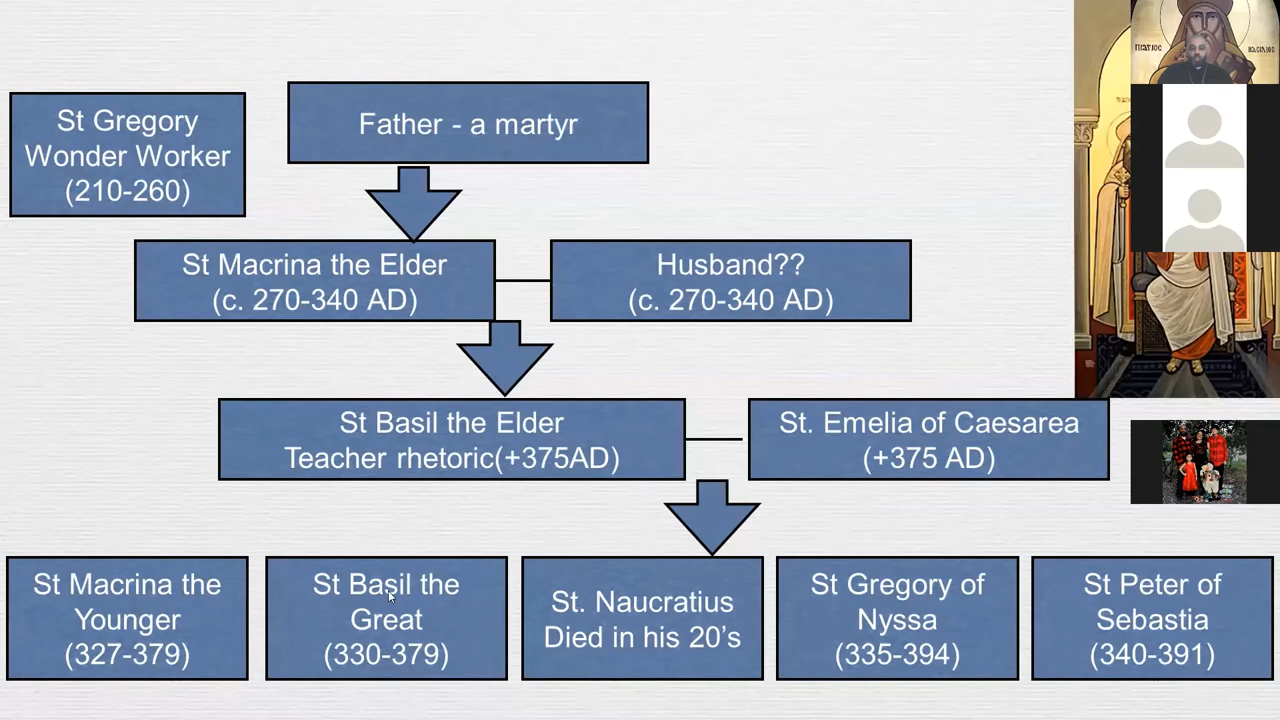 St Gregory
Wonder Worker
(210-260)
Father - a martyr
St Macrina the Elder
(c. 270-340 AD)
Husband??
(c. 270-340 AD)
St Basil the Elder
Teacher rhetoric(+375AD)
St. Emelia of Caesarea
(+375 AD)
St Macrina the
Younger
(327-379)
St Basil the
Great
(330-379)
St. Naucratius
Died in his 20’s
St Gregory of
Nyssa
(335-394)
St Peter of
Sebastia
(340-391)